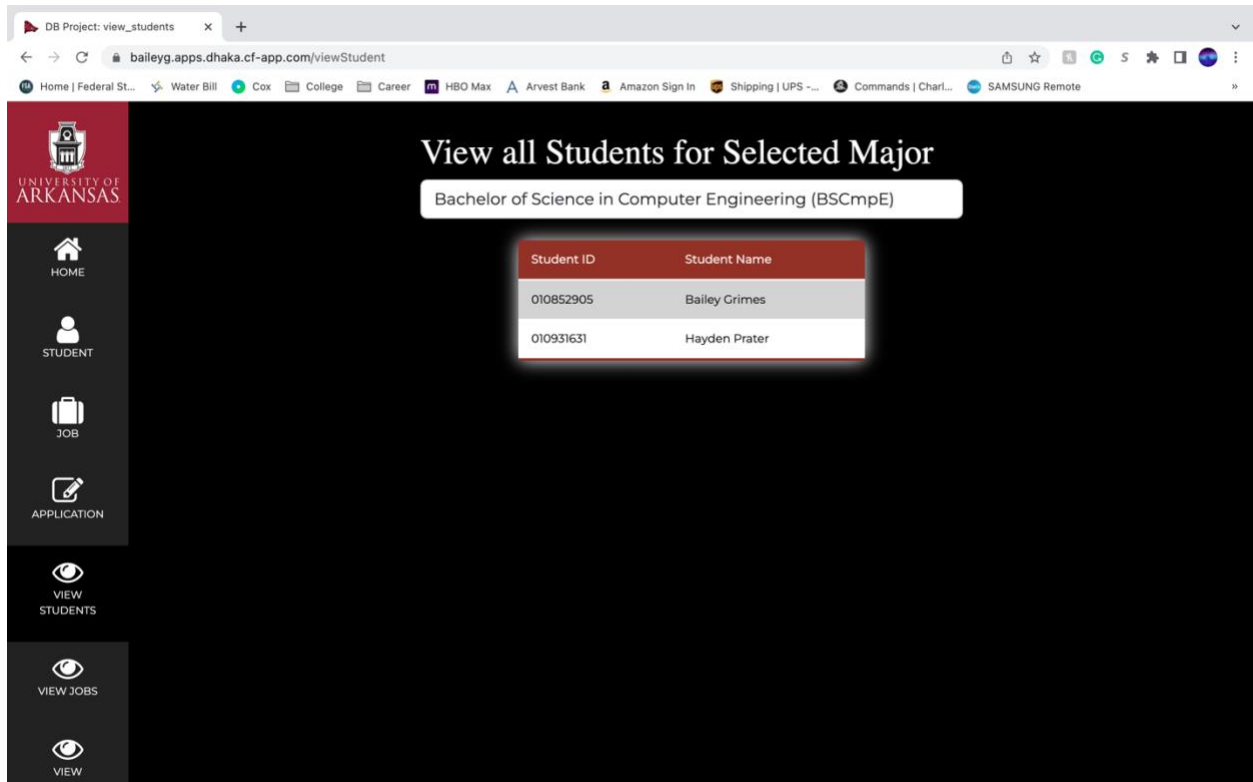 DB Project: view_students
baileyg.apps.dhaka.cf-app.com/viewStudent
Home | Federal St... Water Bill Cox College Career HBO Max Arvest Bank Amazon Sign In Shipping | UPS -... Commands | Charl... SAMSUNG Remote
UNIVERSITY OF
ARKANSAS
HOME
STUDENT
JOB
APPLICATION
VIEW
STUDENTS
VIEW JOBS
VIEW
View all Students for Selected Major
Bachelor of Science in Computer Engineering (BSCmpE)
Student ID Student Name
010852905 Bailey Grimes
010931631 Hayden Prater